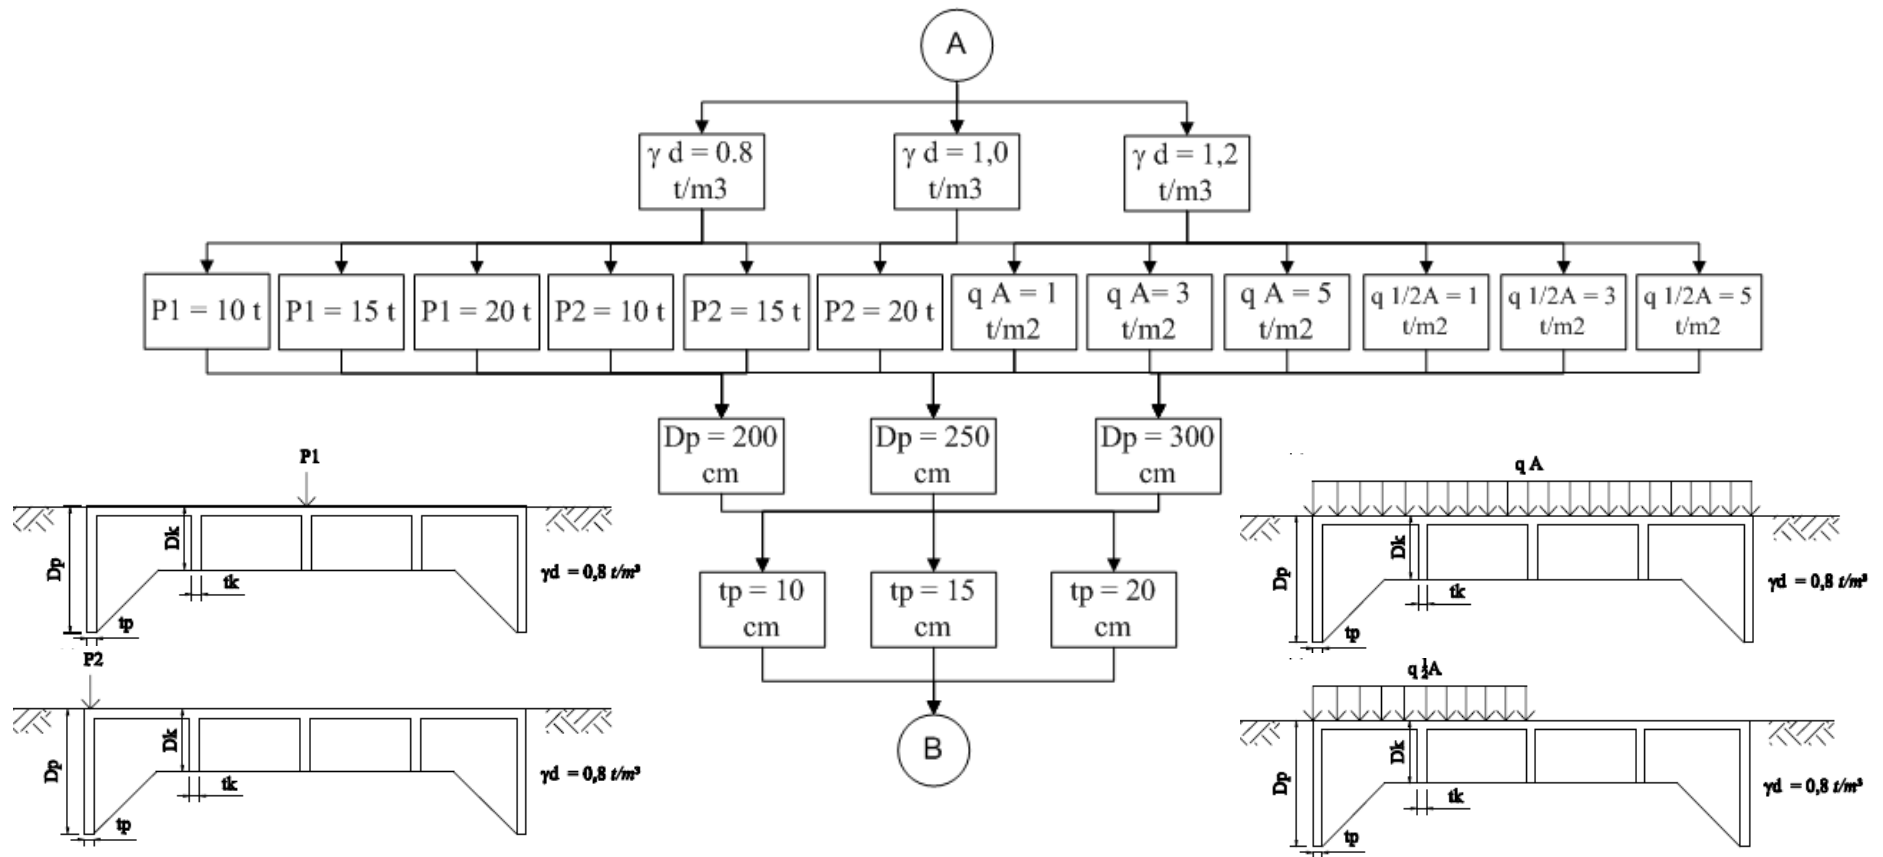 A
γ d = 0.8
t/m3
γ d = 1,0
t/m3
γ d = 1,2
t/m3
P1 = 10 t
P1 = 15 t
P1 = 20 t
P2 = 10 t
P2 = 15 t
P2 = 20 t
q A = 1
t/m2
q A= 3
t/m2
q A = 5
t/m2
q 1/2A = 1
t/m2
q 1/2A = 3
t/m2
q 1/2A = 5
t/m2
Dp = 200
cm
Dp = 250
cm
Dp = 300
cm
tp = 10
cm
tp = 15
cm
tp = 20
cm
B
P1
Dp
Dk
tk
tp
γd = 0,8 t/m³
P2
Dp
Dk
tk
tp
γd = 0,8 t/m³
q A
Dp
Dk
tk
tp
γd = 0,8 t/m³
q ½A
Dp
Dk
tk
tp
γd = 0,8 t/m³